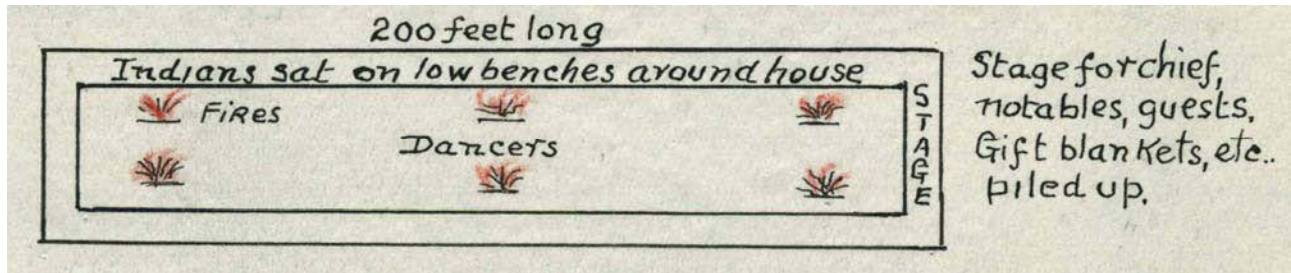 200 feet long
Indians sat on low benches around house
Fires
Dancers
STAGE
Stage for chief,
notables, guests.
Gift blankets, etc..
piled up.